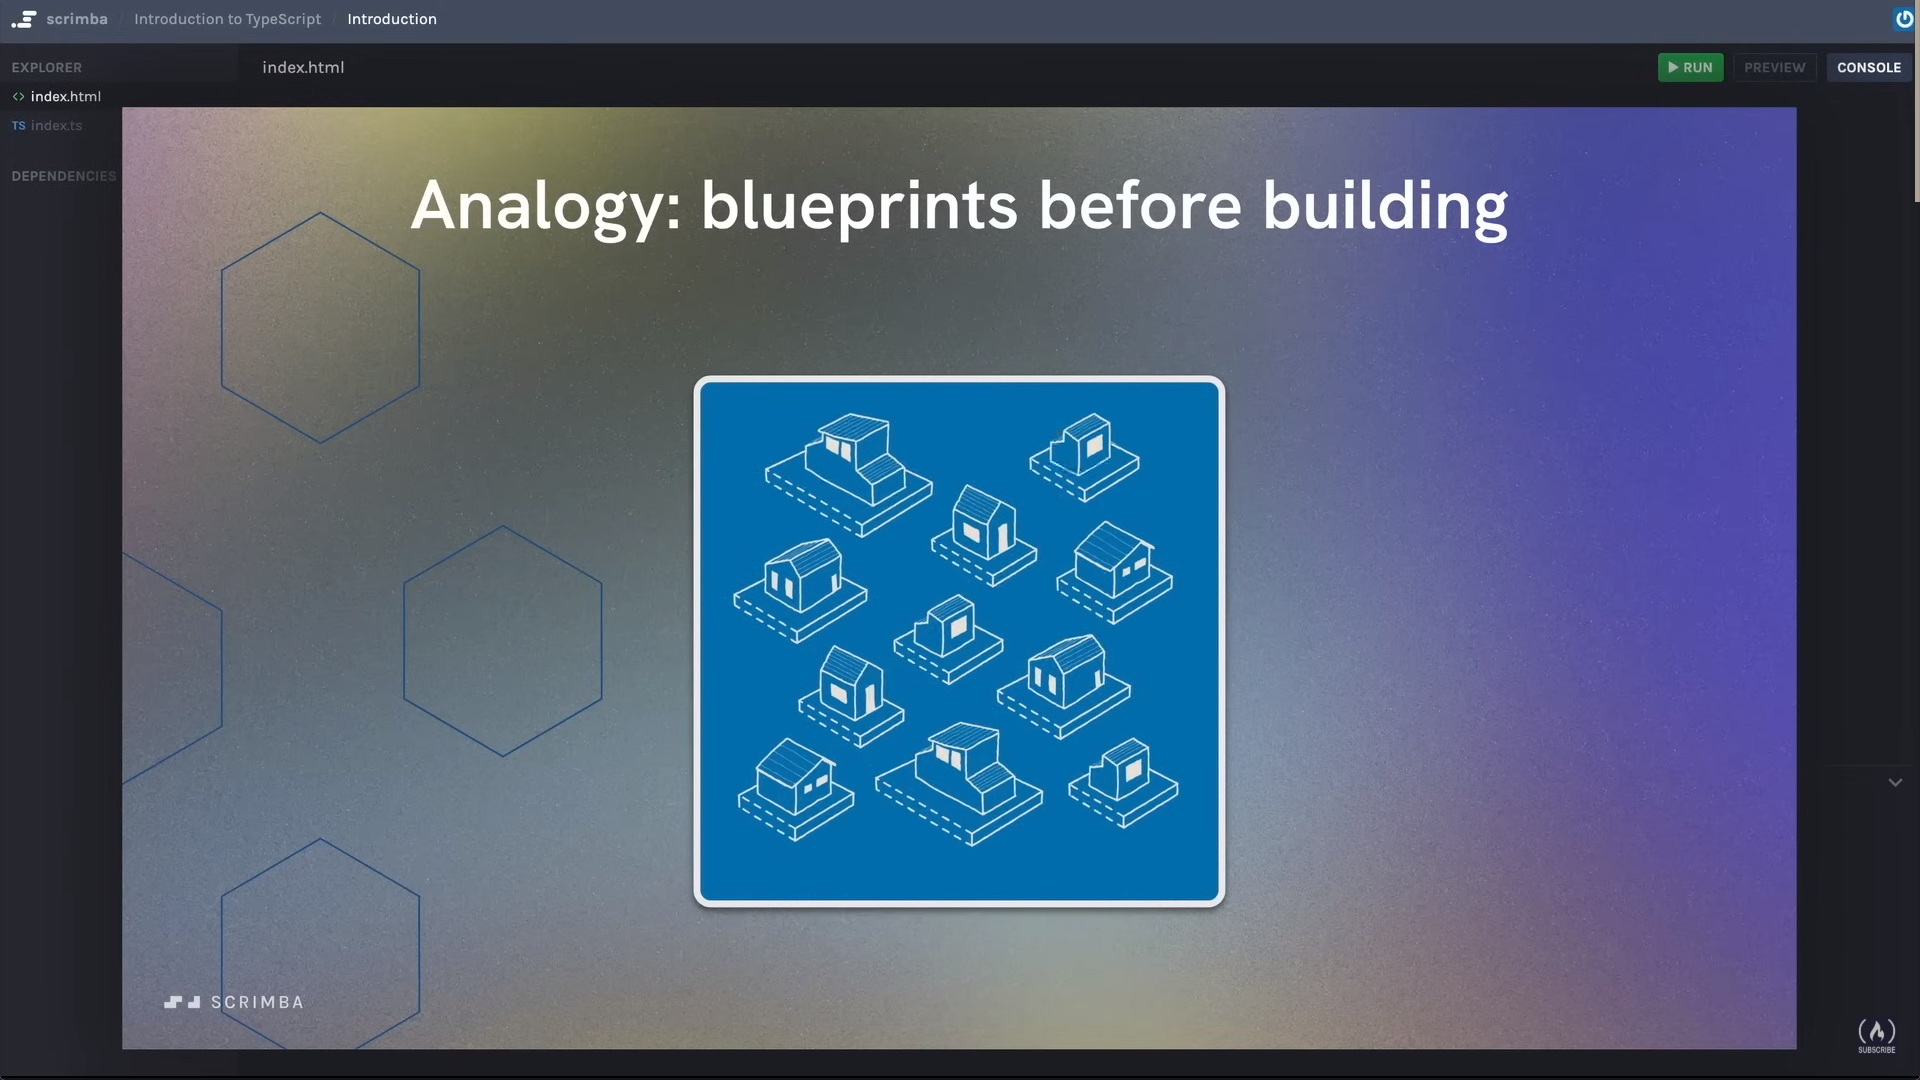 scrimba / Introduction to TypeScript / Introduction
EXPLORER
index.html
RUN
PREVIEW
CONSOLE
index.html
TS index.ts
DEPENDENCIES
Analogy: blueprints before building
SCRIMBA
SUBSCRIBE